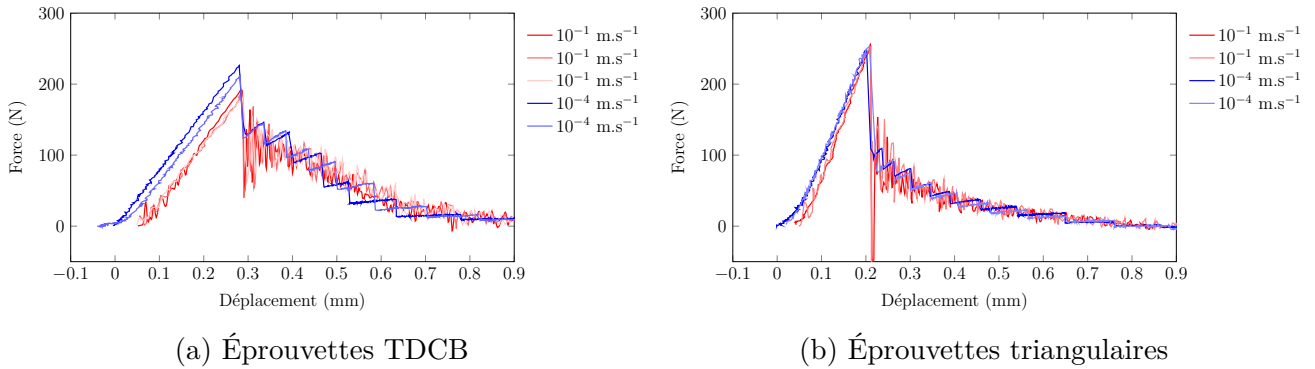 300
200
100
0
−0.1 0 0.1 0.2 0.3 0.4 0.5 0.6 0.7 0.8 0.9
Force (N)
Déplacement (mm)
10⁻¹ m.s⁻¹
10⁻¹ m.s⁻¹
10⁻¹ m.s⁻¹
10⁻⁴ m.s⁻¹
10⁻⁴ m.s⁻¹
(a) Éprouvettes TDCB
300
200
100
0
−0.1 0 0.1 0.2 0.3 0.4 0.5 0.6 0.7 0.8 0.9
Force (N)
Déplacement (mm)
10⁻¹ m.s⁻¹
10⁻¹ m.s⁻¹
10⁻⁴ m.s⁻¹
10⁻⁴ m.s⁻¹
(b) Éprouvettes triangulaires